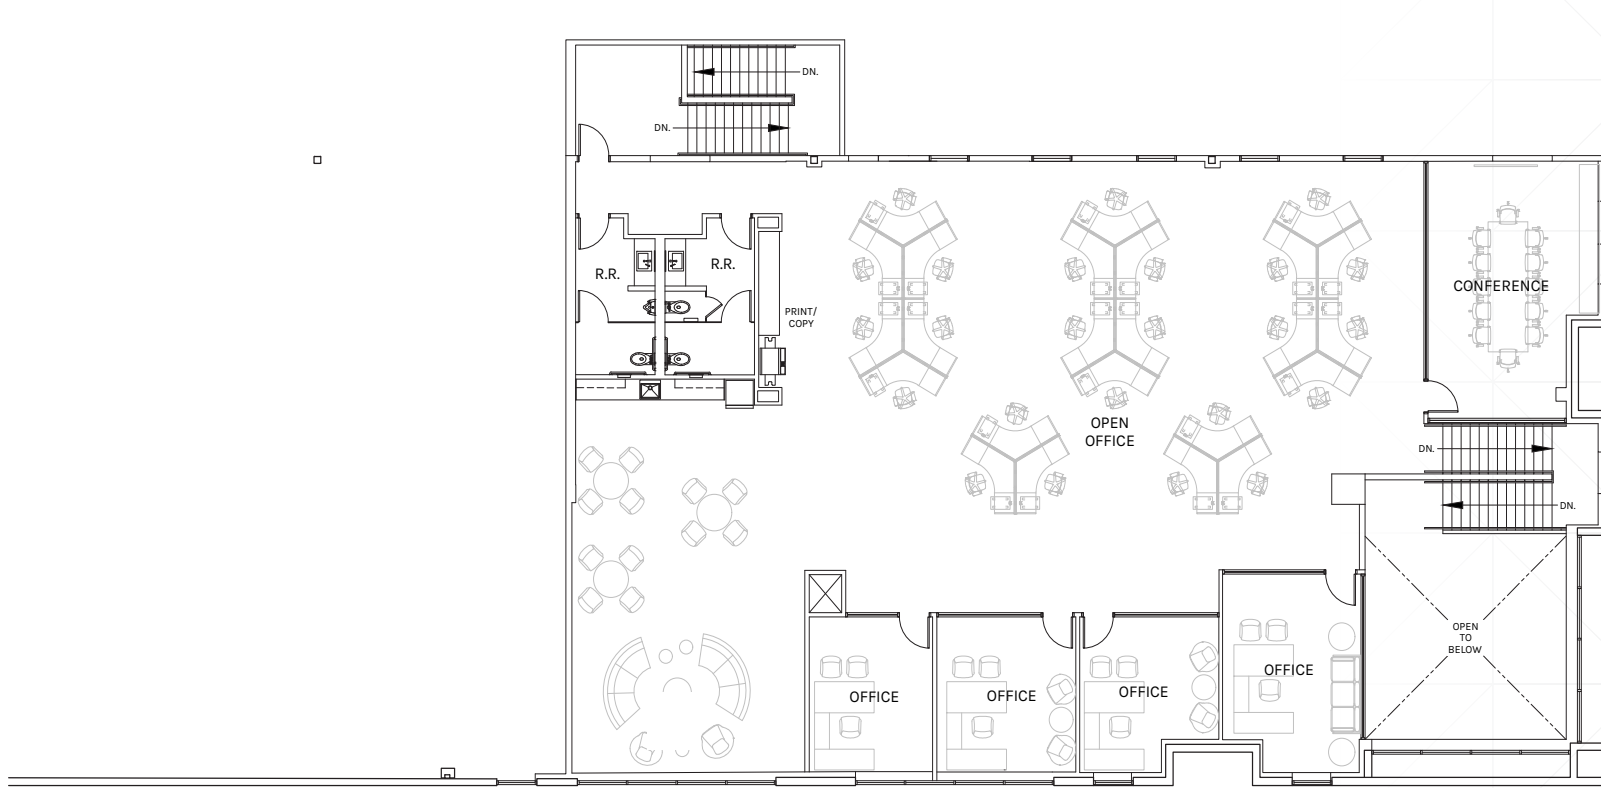 DN.
DN.
R.R.
R.R.
PRINT/
COPY
CONFERENCE
OPEN
OFFICE
DN.
DN.
OPEN
TO
BELOW
OFFICE
OFFICE
OFFICE
OFFICE